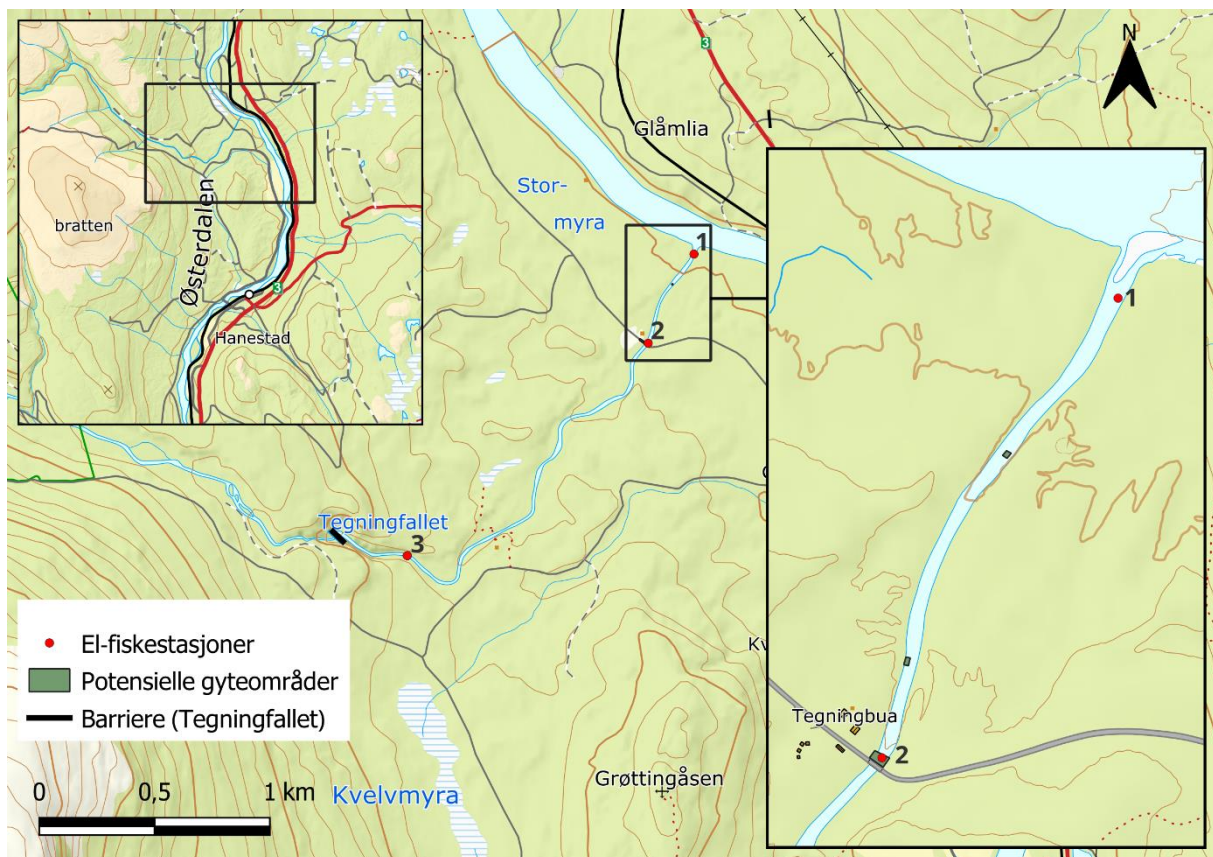 3
ØSTERDALEN
bratten
3
Hanestad
N
Glåmlia
Stor-
myra
1
2
Tegningfallet
3
1
Tegningbua
2
El-fiskestasjoner
Potensielle gyteområder
Barriere (Tegningfallet)
0 0,5 1 km
Kvelvmyra
Grøttingåsen
Kv